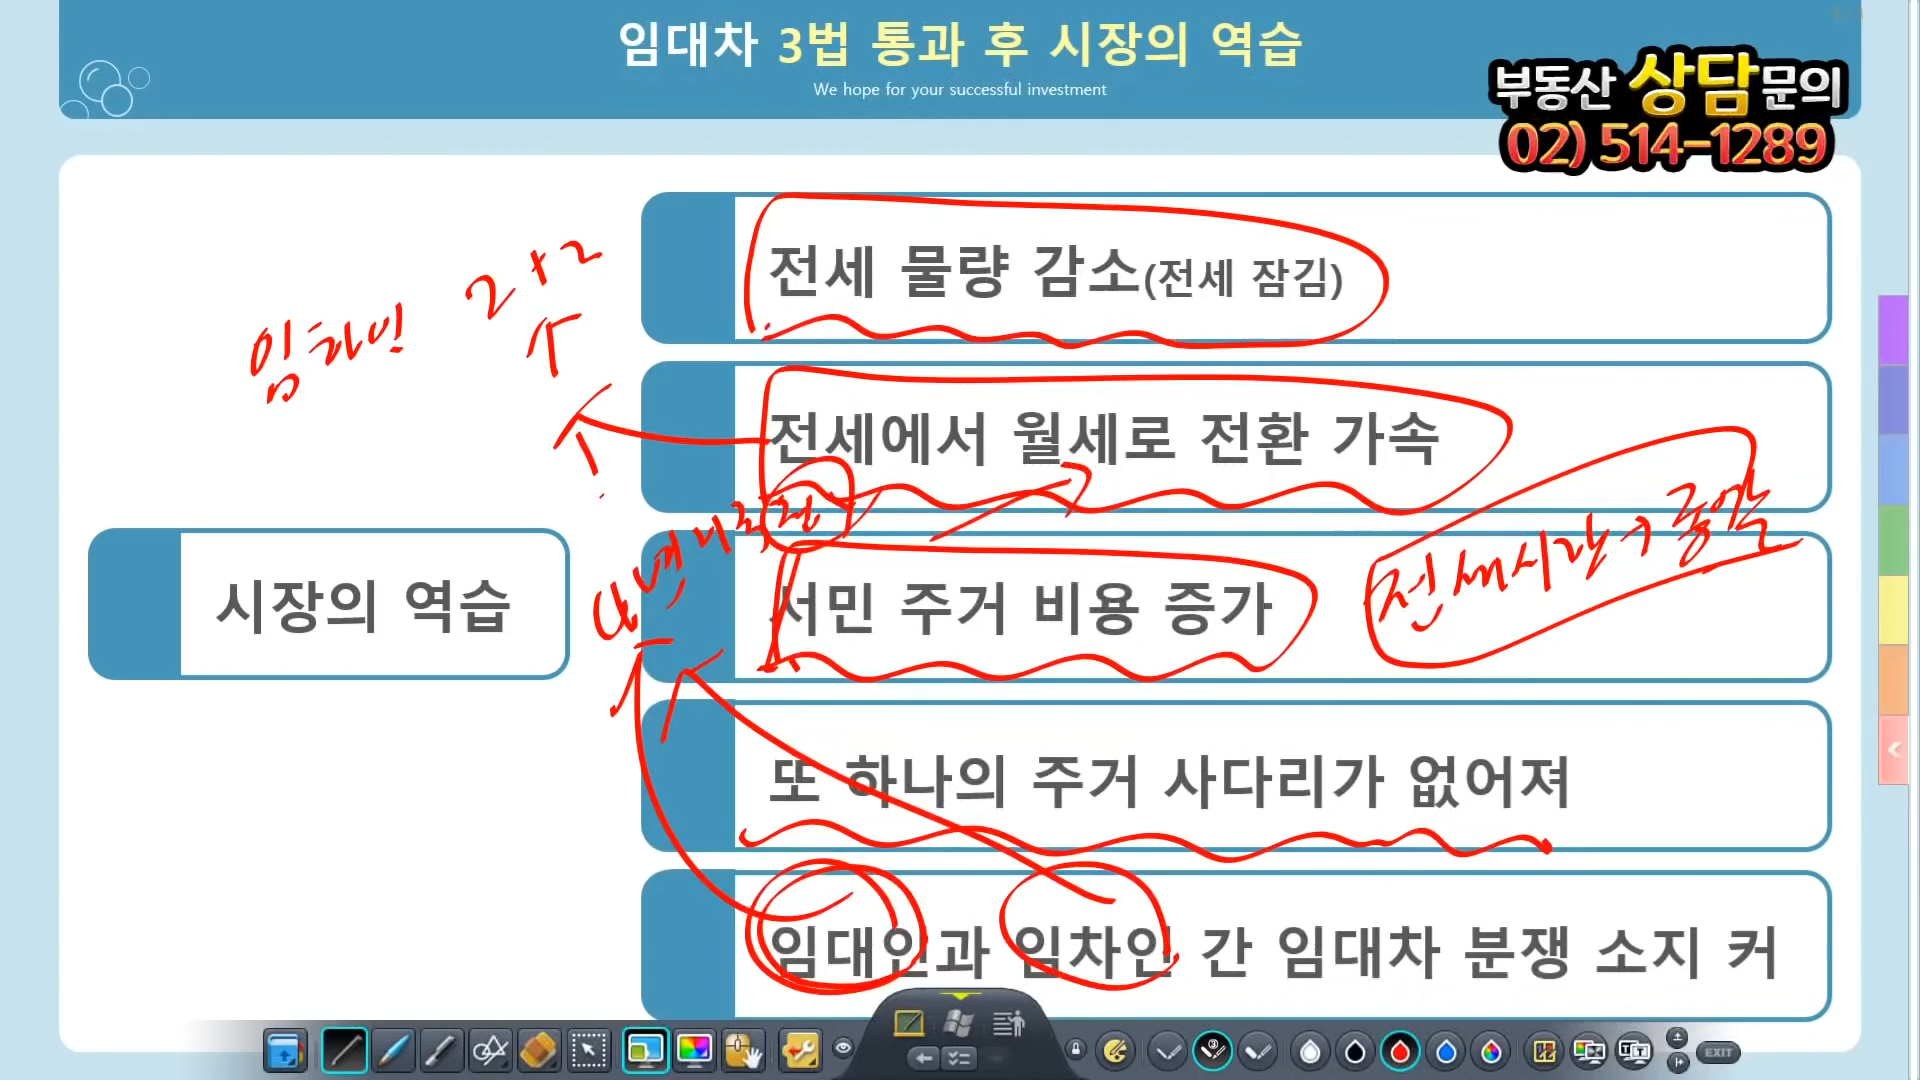 임대차 3법 통과 후 시장의 역습
We hope for your successful investment
부동산 상담문의
02) 514-1289
전세 물량 감소(전세 잠김)
2+2
임차인
전세에서 월세로 전환 가속
시장의 역습
서민 주거 비용 증가
전세시장
또 하나의 주거 사다리가 없어져
임대인과 임차인 간 임대차 분쟁 소지 커
EXIT